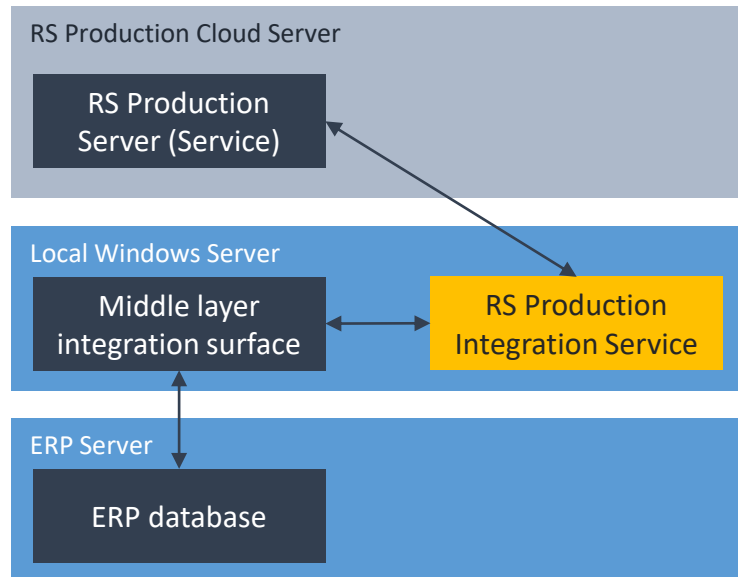 RS Production Cloud Server
RS Production
Server (Service)
Local Windows Server
Middle layer
integration surface
RS Production
Integration Service
ERP Server
ERP database